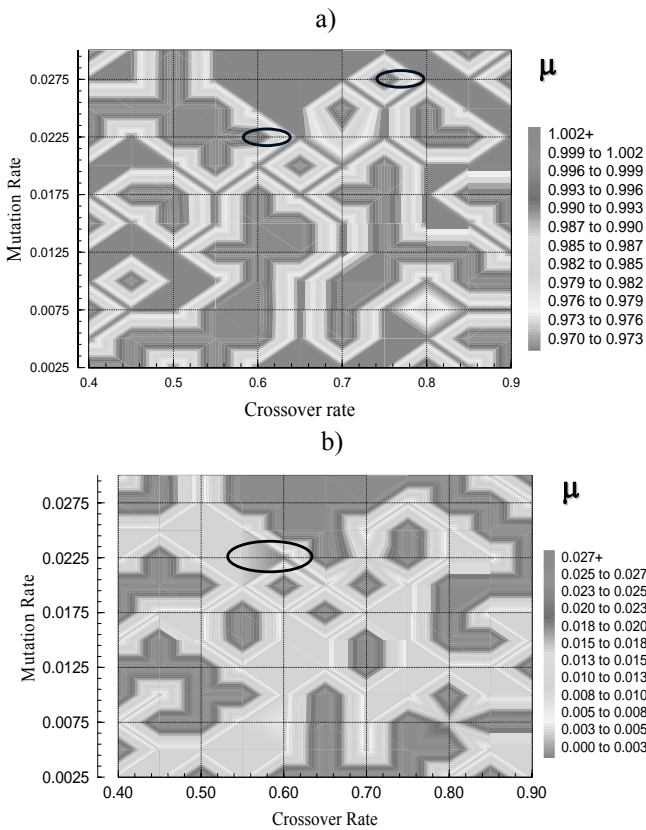 a)
μ
0.0275
0.0225
0.0175
0.0125
0.0075
0.0025
Mutation Rate
0.4 0.5 0.6 0.7 0.8 0.9
Crossover rate
1.002+
0.999 to 1.002
0.996 to 0.999
0.993 to 0.996
0.990 to 0.993
0.987 to 0.990
0.985 to 0.987
0.982 to 0.985
0.979 to 0.982
0.976 to 0.979
0.973 to 0.976
0.970 to 0.973
b)
μ
0.0275
0.0225
0.0175
0.0125
0.0075
0.0025
Mutation Rate
0.40 0.50 0.60 0.70 0.80 0.90
Crossover Rate
0.027+
0.025 to 0.027
0.023 to 0.025
0.020 to 0.023
0.018 to 0.020
0.015 to 0.018
0.013 to 0.015
0.010 to 0.013
0.008 to 0.010
0.005 to 0.008
0.003 to 0.005
0.000 to 0.003